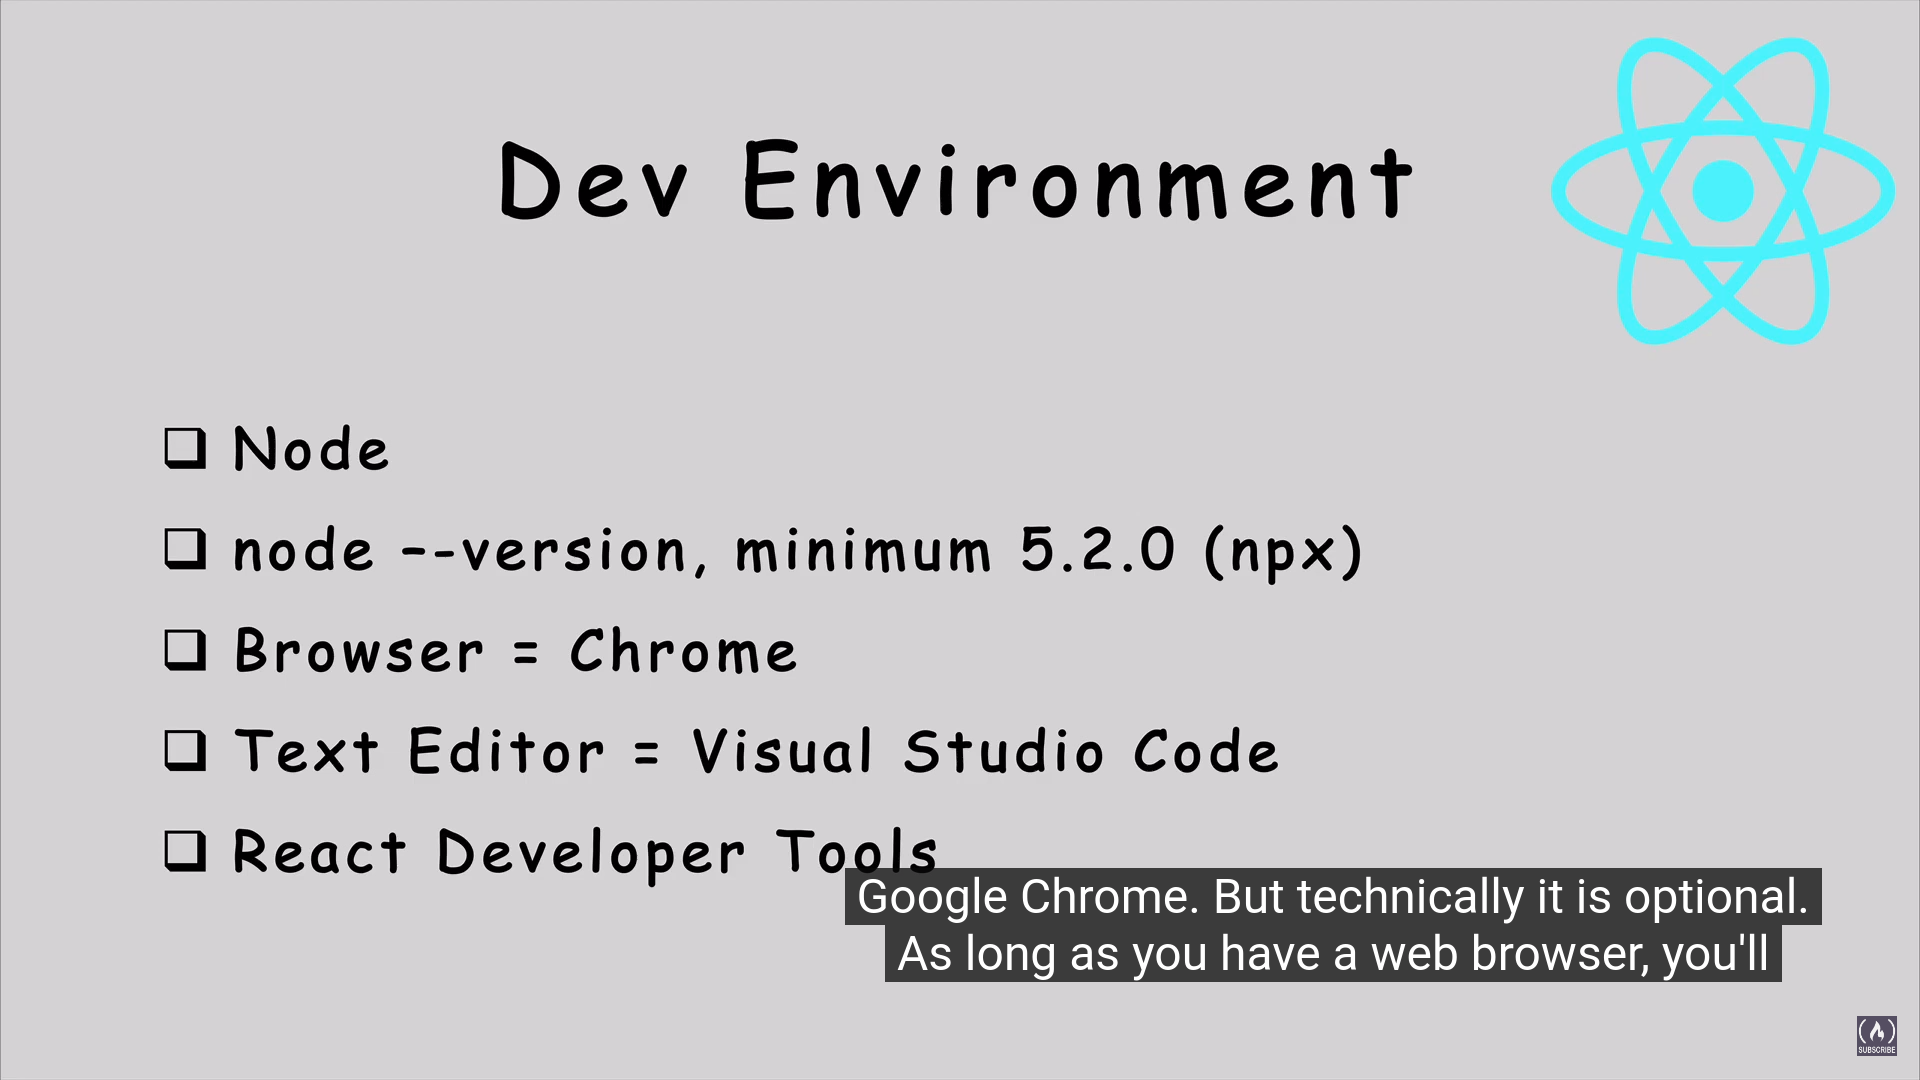 Dev Environment
❑ Node
❑ node --version, minimum 5.2.0 (npx)
❑ Browser = Chrome
❑ Text Editor = Visual Studio Code
❑ React Developer Tools
Google Chrome. But technically it is optional.
As long as you have a web browser, you'll
SUBSCRIBE